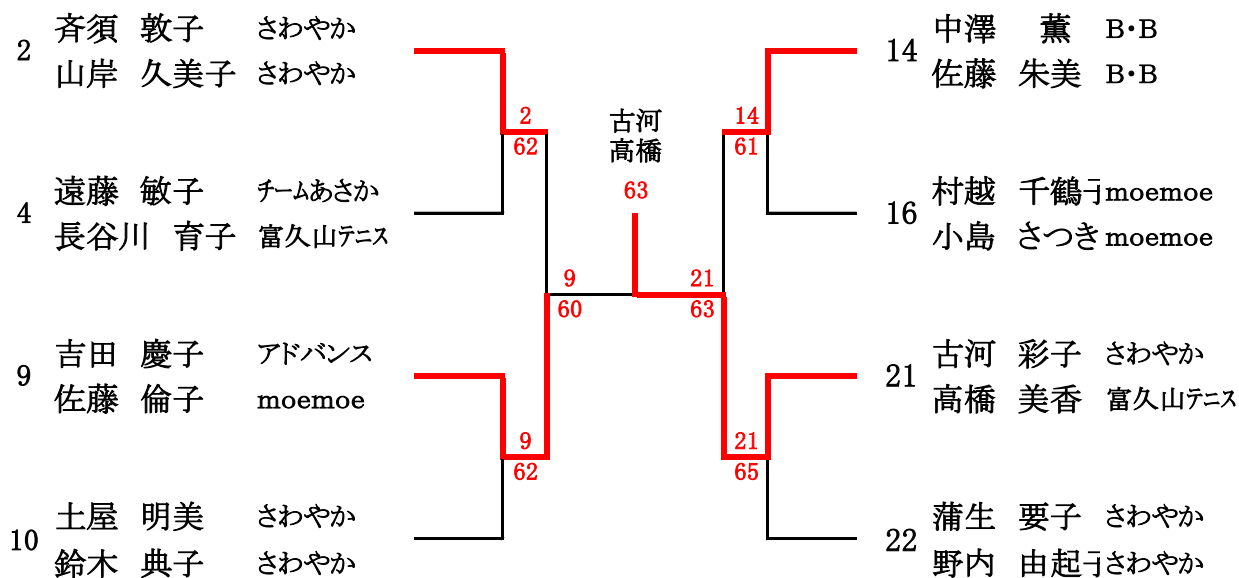 2 斉須 敦子 さわやか
山岸 久美子 さわやか
4 遠藤 敏子 チームあさか
長谷川 育子 富久山テニス
9 吉田 慶子 アドバンス
佐藤 倫子 moemoe
10 土屋 明美 さわやか
鈴木 典子 さわやか
2
62
9
62
9
60
古河
高橋
63
21
63
14
61
21
65
14 中澤 薫 B・B
佐藤 朱美 B・B
16 村越 千鶴子 moemoe
小島 さつき moemoe
21 古河 彩子 さわやか
高橋 美香 富久山テニス
22 蒲生 要子 さわやか
野内 由起子 さわやか